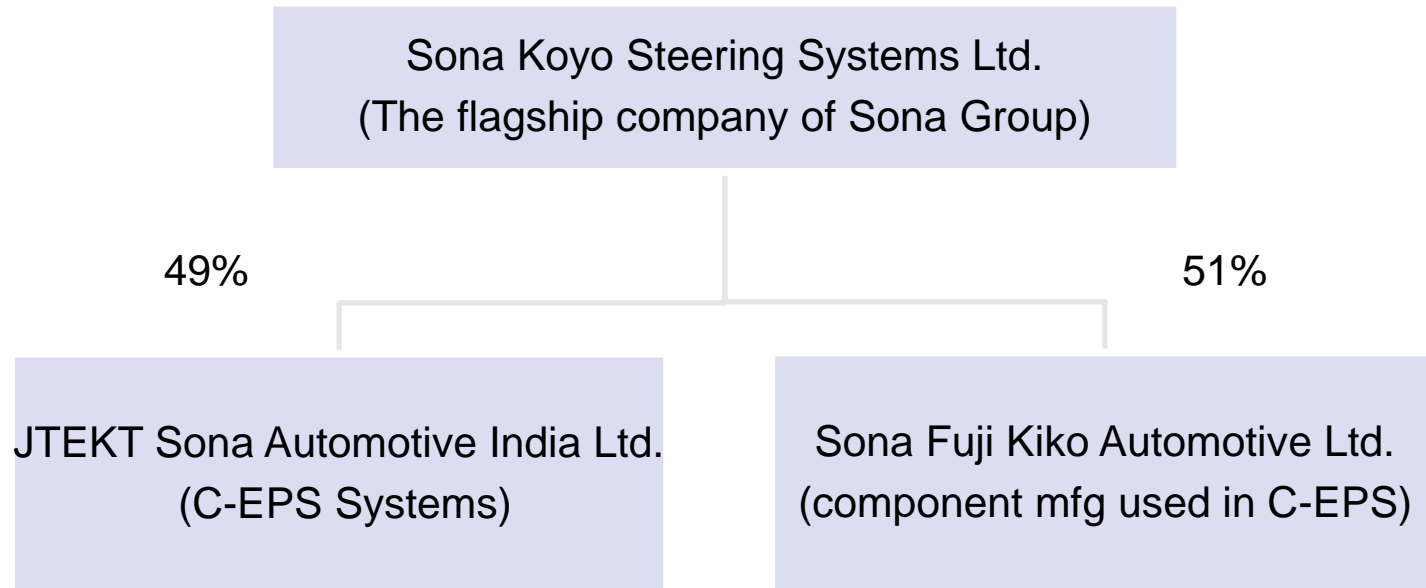 Sona Koyo Steering Systems Ltd.
(The flagship company of Sona Group)
49%
51%
JTEKT Sona Automotive India Ltd.
(C-EPS Systems)
Sona Fuji Kiko Automotive Ltd.
(component mfg used in C-EPS)